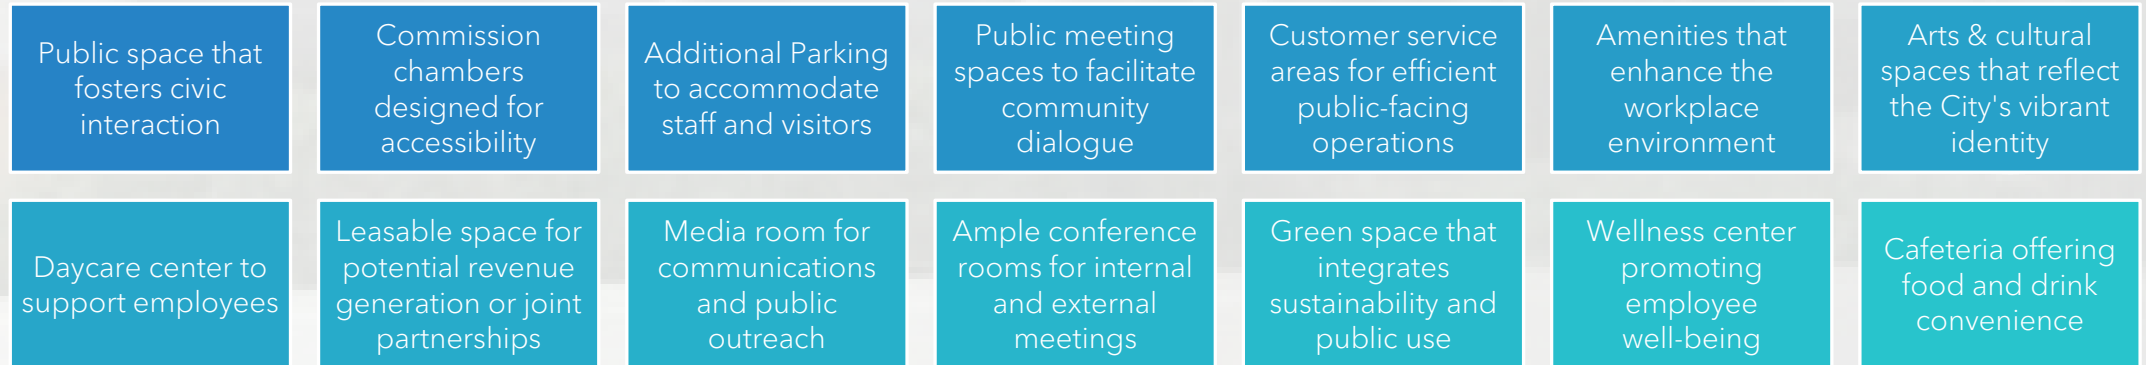 Public space that
fosters civic
interaction
Commission
chambers
designed for
accessibility
Additional Parking
to accommodate
staff and visitors
Public meeting
spaces to facilitate
community
dialogue
Customer service
areas for efficient
public-facing
operations
Amenities that
enhance the
workplace
environment
Arts & cultural
spaces that reflect
the City's vibrant
identity
Daycare center to
support employees
Leasable space for
potential revenue
generation or joint
partnerships
Media room for
communications
and public
outreach
Ample conference
rooms for internal
and external
meetings
Green space that
integrates
sustainability and
public use
Wellness center
promoting
employee
well-being
Cafeteria offering
food and drink
convenience